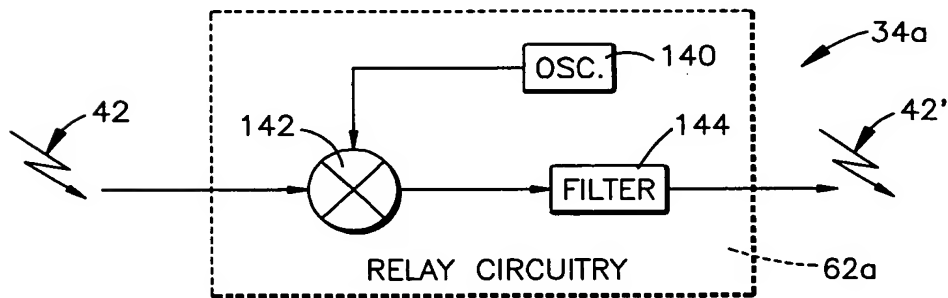 34a
OSC.
140
42
142
144
42'
FILTER
RELAY CIRCUITRY
62a